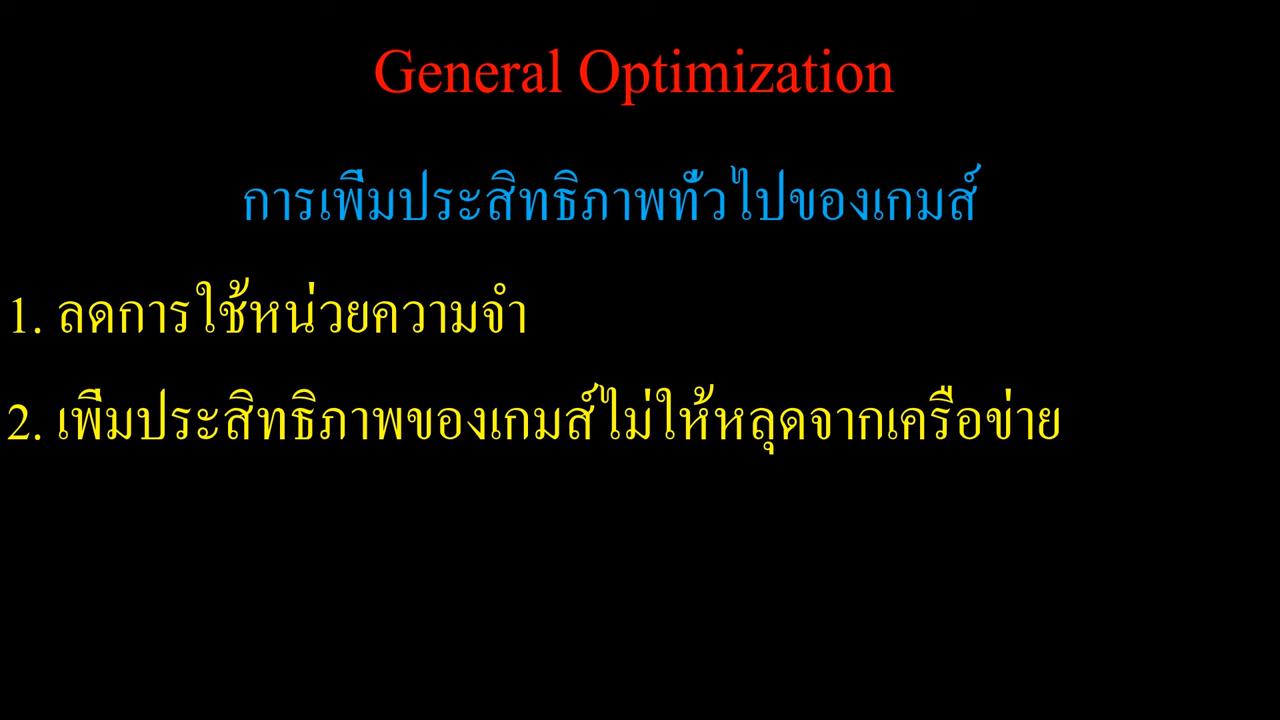 General Optimization
การเพิ่มประสิทธิภาพทั่วไปของเกมส์
1. ลดการใช้หน่วยความจำ
2. เพิ่มประสิทธิภาพของเกมส์ไม่ให้หลุดจากเครือข่าย